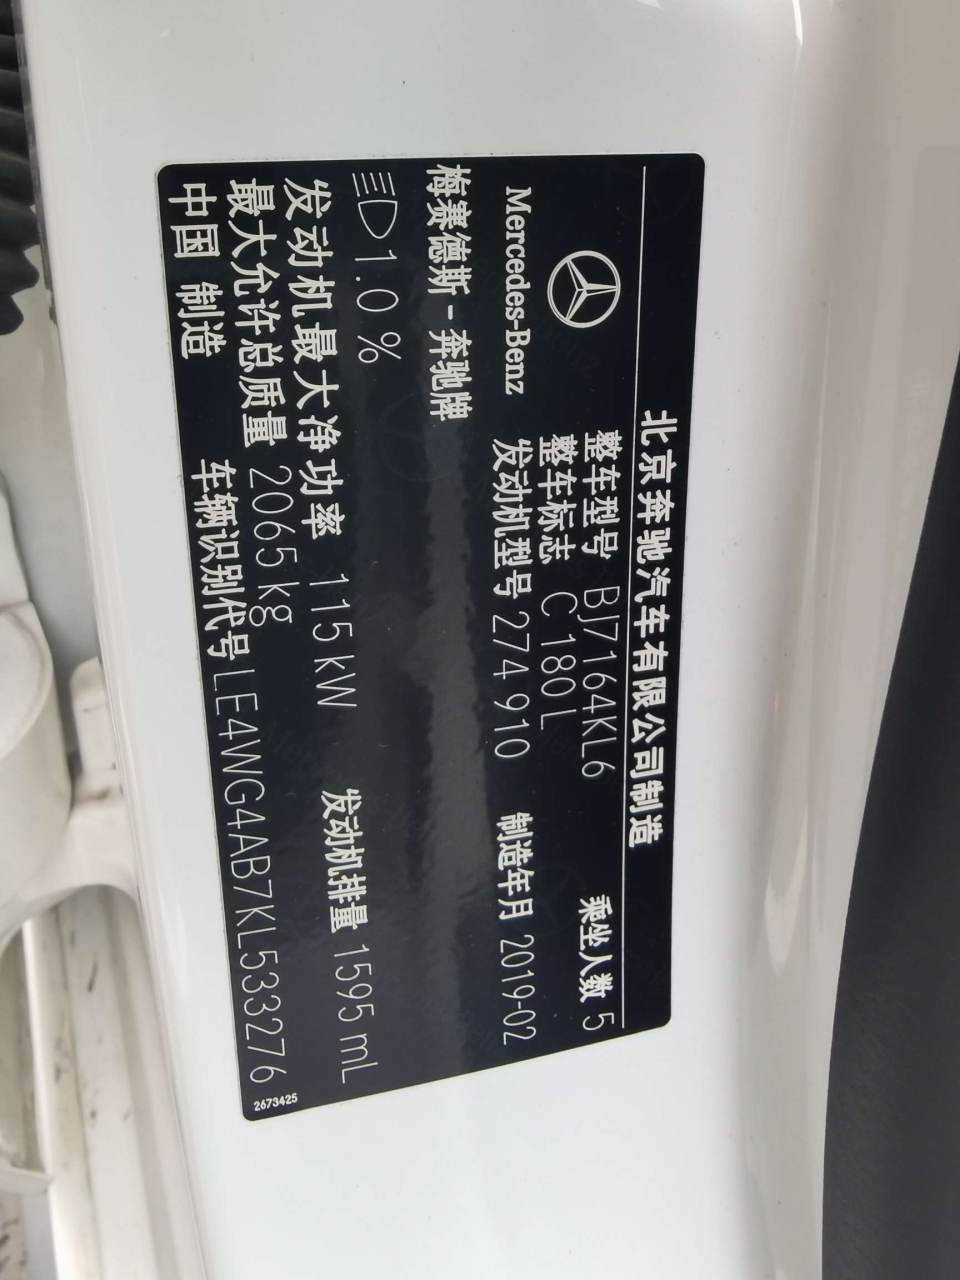 北京奔驰汽车有限公司制造
整车型号 BJ7164KL6 乘坐人数 5
整车标志 C 180 L
Mercedes-Benz 发动机型号 274 910 制造年月 2019-02
梅赛德斯-奔驰牌
1.0 %
发动机最大净功率 115 kW 发动机排量 1595 mL
最大允许总质量 2065 kg
车辆识别代号 LE4WG4AB7KL533276
中国 制造
2673425